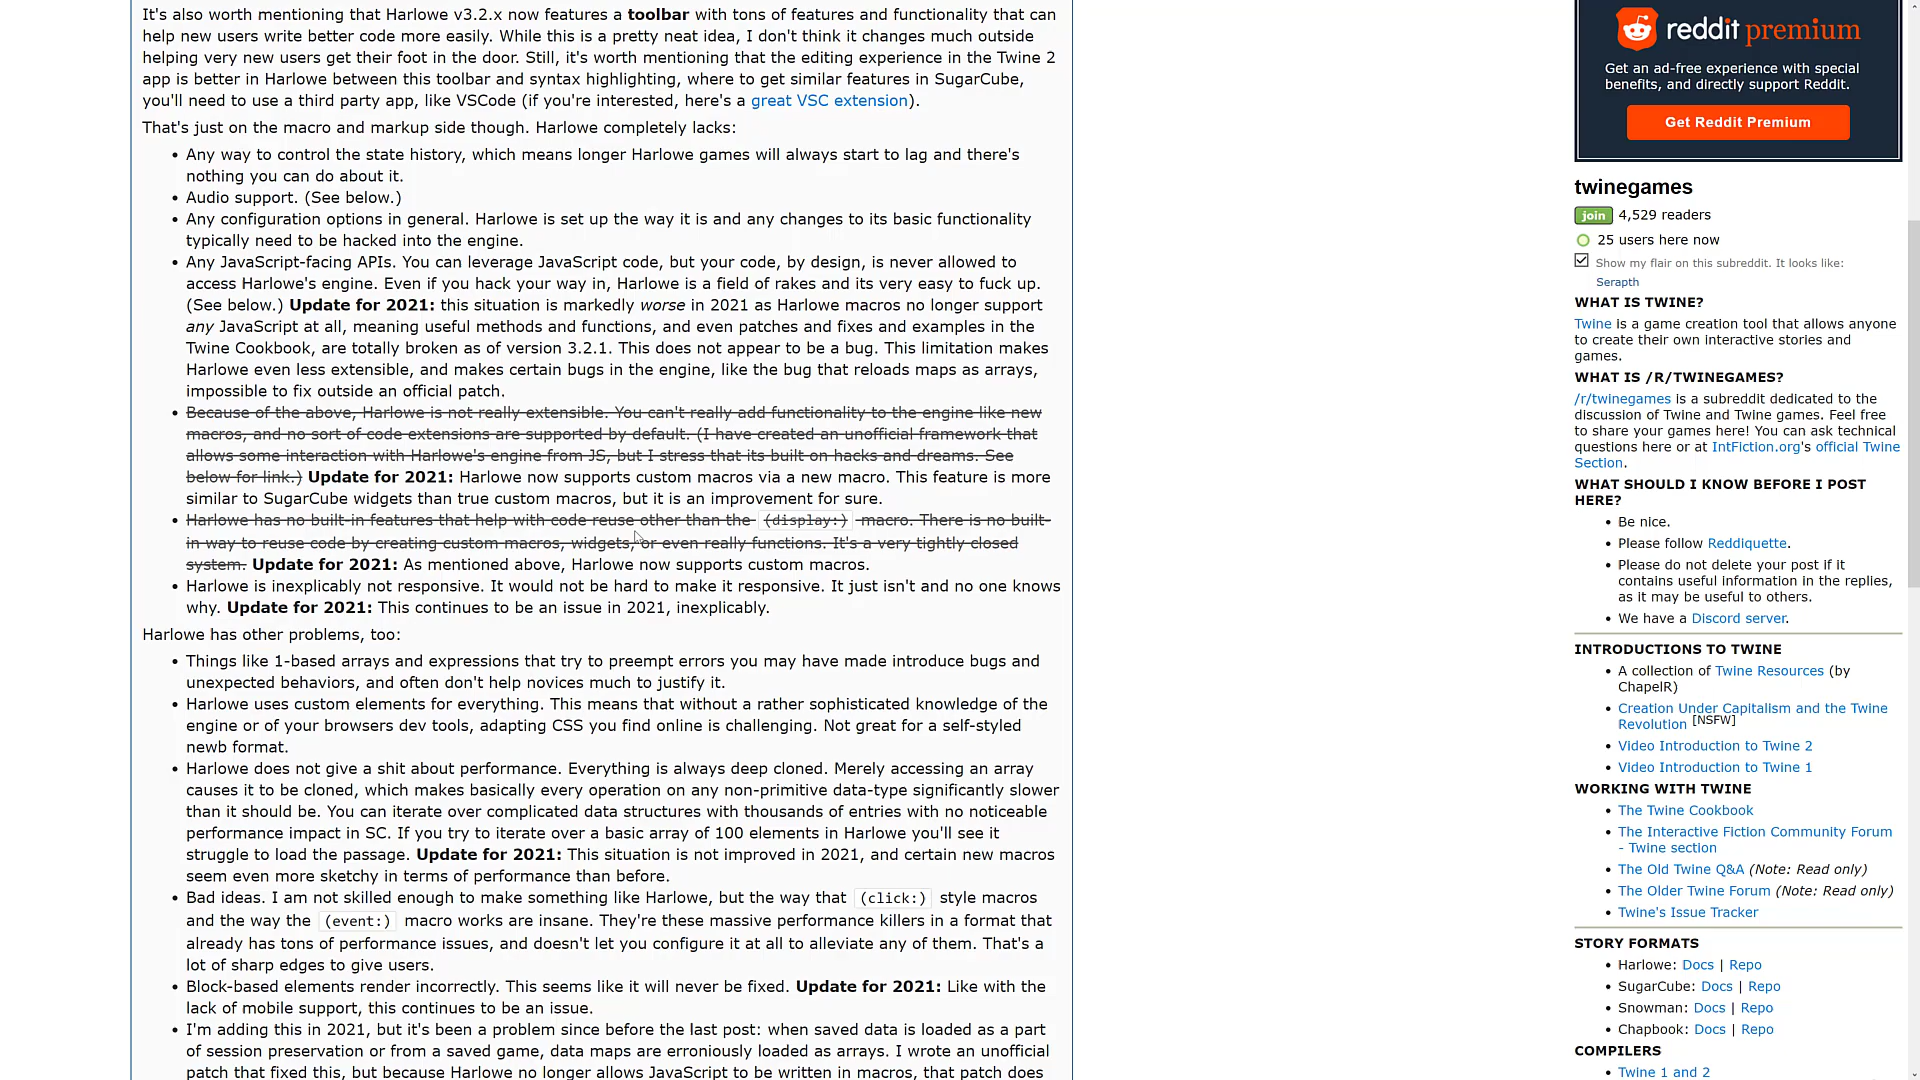 It's also worth mentioning that Harlowe v3.2.x now features a toolbar with tons of features and functionality that can
help new users write better code more easily. While this is a pretty neat idea, I don't think it changes much outside
helping very new users get their foot in the door. Still, it's worth mentioning that the editing experience in the Twine 2
app is better in Harlowe between this toolbar and syntax highlighting, where to get similar features in SugarCube,
you'll need to use a third party app, like VSCode (if you're interested, here's a great VSC extension).
That's just on the macro and markup side though. Harlowe completely lacks:
• Any way to control the state history, which means longer Harlowe games will always start to lag and there's
nothing you can do about it.
• Audio support. (See below.)
• Any configuration options in general. Harlowe is set up the way it is and any changes to its basic functionality
typically need to be hacked into the engine.
• Any JavaScript-facing APIs. You can leverage JavaScript code, but your code, by design, is never allowed to
access Harlowe's engine. Even if you hack your way in, Harlowe is a field of rakes and its very easy to fuck up.
(See below.) Update for 2021: this situation is markedly worse in 2021 as Harlowe macros no longer support
any JavaScript at all, meaning useful methods and functions, and even patches and fixes and examples in the
Twine Cookbook, are totally broken as of version 3.2.1. This does not appear to be a bug. This limitation makes
Harlowe even less extensible, and makes certain bugs in the engine, like the bug that reloads maps as arrays,
impossible to fix outside an official patch.
• Because of the above, Harlowe is not really extensible. You can't really add functionality to the engine like new
macros, and no sort of code extensions are supported by default. (I have created an unofficial framework that
allows some interaction with Harlowe's engine from JS, but I stress that its built on hacks and dreams. See
below for link.) Update for 2021: Harlowe now supports custom macros via a new macro. This feature is more
similar to SugarCube widgets than true custom macros, but it is an improvement for sure.
• Harlowe has no built-in features that help with code reuse other than the (display:) macro. There is no built-
in way to reuse code by creating custom macros, widgets, or even really functions. It's a very tightly closed
system. Update for 2021: As mentioned above, Harlowe now supports custom macros.
• Harlowe is inexplicably not responsive. It would not be hard to make it responsive. It just isn't and no one knows
why. Update for 2021: This continues to be an issue in 2021, inexplicably.
Harlowe has other problems, too:
• Things like 1-based arrays and expressions that try to preempt errors you may have made introduce bugs and
unexpected behaviors, and often don't help novices much to justify it.
• Harlowe uses custom elements for everything. This means that without a rather sophisticated knowledge of the
engine or of your browsers dev tools, adapting CSS you find online is challenging. Not great for a self-styled
newb format.
• Harlowe does not give a shit about performance. Everything is always deep cloned. Merely accessing an array
causes it to be cloned, which makes basically every operation on any non-primitive data-type significantly slower
than it should be. You can iterate over complicated data structures with thousands of entries with no noticeable
performance impact in SC. If you try to iterate over a basic array of 100 elements in Harlowe you'll see it
struggle to load the passage. Update for 2021: This situation is not improved in 2021, and certain new macros
seem even more sketchy in terms of performance than before.
• Bad ideas. I am not skilled enough to make something like Harlowe, but the way that (click:) style macros
and the way the (event:) macro works are insane. They're these massive performance killers in a format that
already has tons of performance issues, and doesn't let you configure it at all to alleviate any of them. That's a
lot of sharp edges to give users.
• Block-based elements render incorrectly. This seems like it will never be fixed. Update for 2021: Like with the
lack of mobile support, this continues to be an issue.
• I'm adding this in 2021, but it's been a problem since before the last post: when saved data is loaded as a part
of session preservation or from a saved game, data maps are erroniously loaded as arrays. I wrote an unofficial
patch that fixed this, but because Harlowe no longer allows JavaScript to be written in macros, that patch does
reddit premium
Get an ad-free experience with special
benefits, and directly support Reddit.
Get Reddit Premium
twinegames
join 4,529 readers
25 users here now
Show my flair on this subreddit. It looks like:
Serapth
WHAT IS TWINE?
Twine is a game creation tool that allows anyone
to create their own interactive stories and
games.
WHAT IS /R/TWINEGAMES?
/r/twinegames is a subreddit dedicated to the
discussion of Twine and Twine games. Feel free
to share your games here! You can ask technical
questions here or at IntFiction.org's official Twine
Section.
WHAT SHOULD I KNOW BEFORE I POST
HERE?
• Be nice.
• Please follow Reddiquette.
• Please do not delete your post if it
contains useful information in the replies,
as it may be useful to others.
• We have a Discord server.
INTRODUCTIONS TO TWINE
• A collection of Twine Resources (by
ChapelR)
• Creation Under Capitalism and the Twine
Revolution [NSFW]
• Video Introduction to Twine 2
• Video Introduction to Twine 1
WORKING WITH TWINE
• The Twine Cookbook
• The Interactive Fiction Community Forum
- Twine section
• The Old Twine Q&A (Note: Read only)
• The Older Twine Forum (Note: Read only)
• Twine's Issue Tracker
STORY FORMATS
• Harlowe: Docs | Repo
• SugarCube: Docs | Repo
• Snowman: Docs | Repo
• Chapbook: Docs | Repo
COMPILERS
• Twine 1 and 2